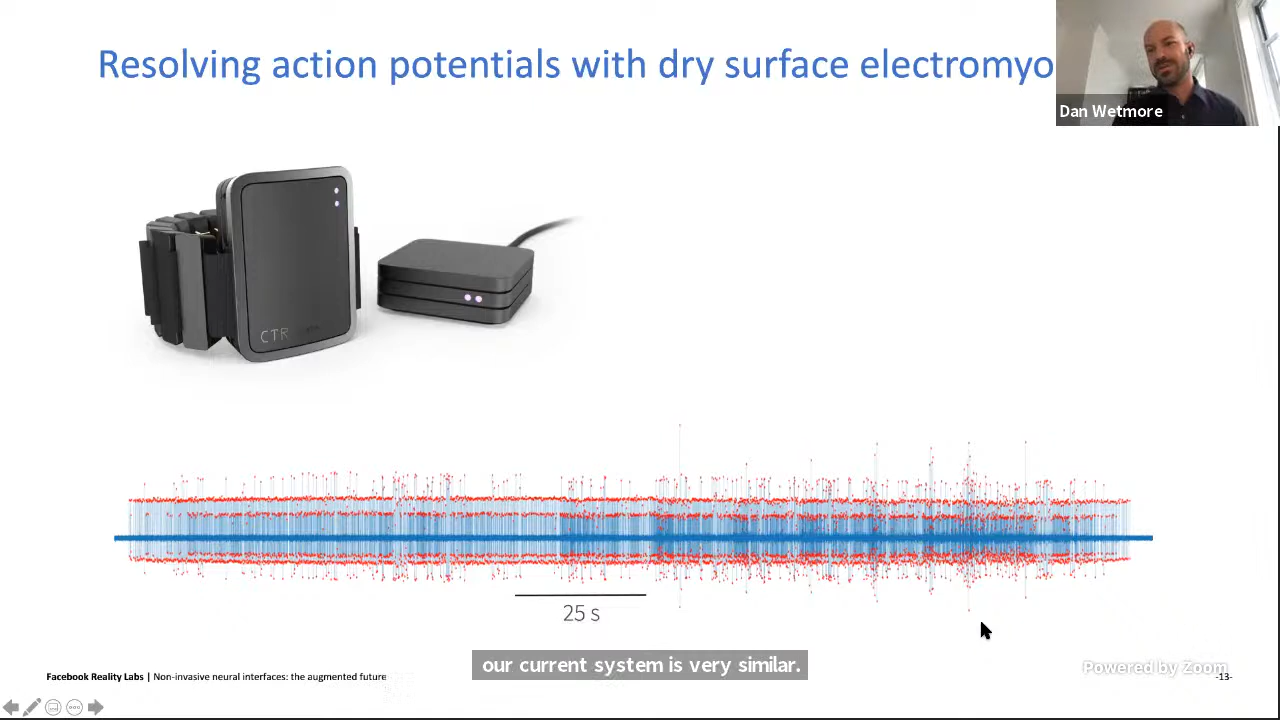 Resolving action potentials with dry surface electromyo
Dan Wetmore
CTR
25 s
our current system is very similar.
Facebook Reality Labs | Non-invasive neural interfaces: the augmented future
Powered by Zoom
-13-